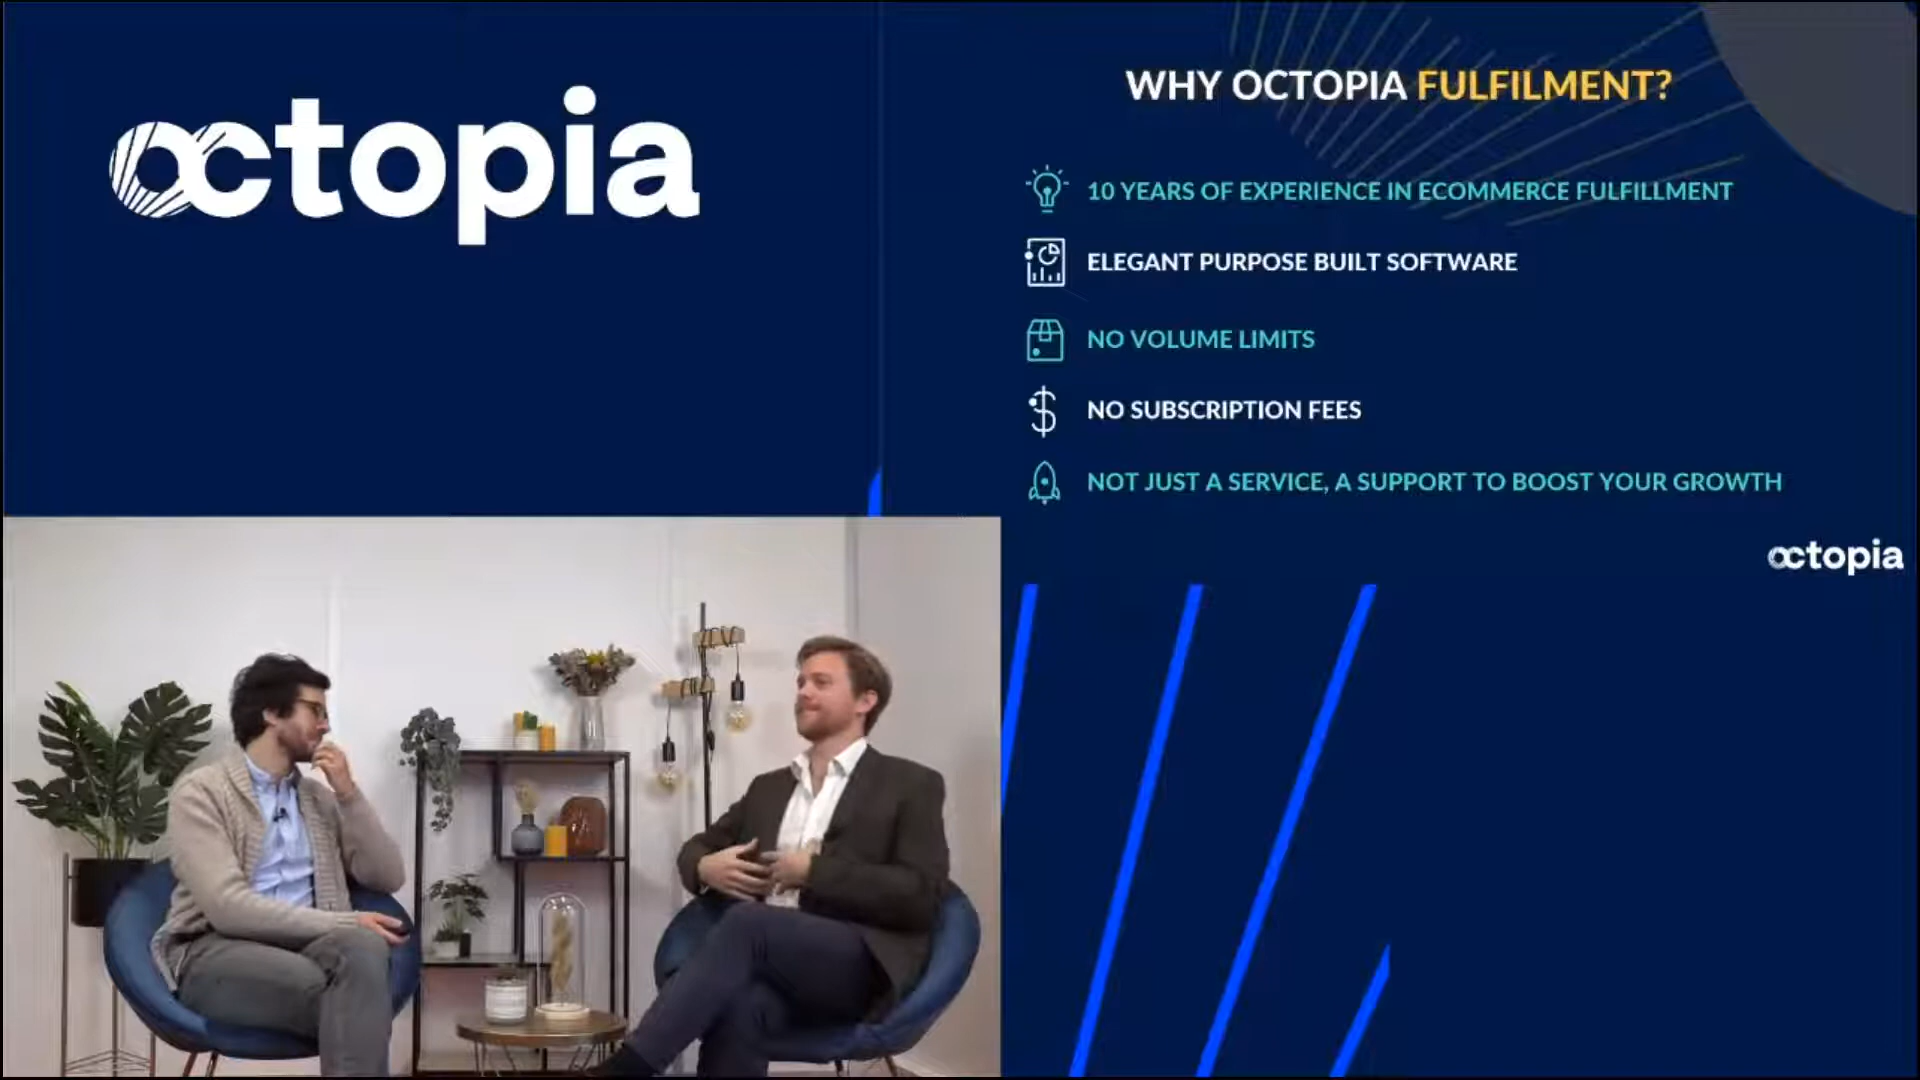 octopia
WHY OCTOPIA FULFILMENT?
10 YEARS OF EXPERIENCE IN ECOMMERCE FULFILLMENT
ELEGANT PURPOSE BUILT SOFTWARE
NO VOLUME LIMITS
NO SUBSCRIPTION FEES
NOT JUST A SERVICE, A SUPPORT TO BOOST YOUR GROWTH
octopia